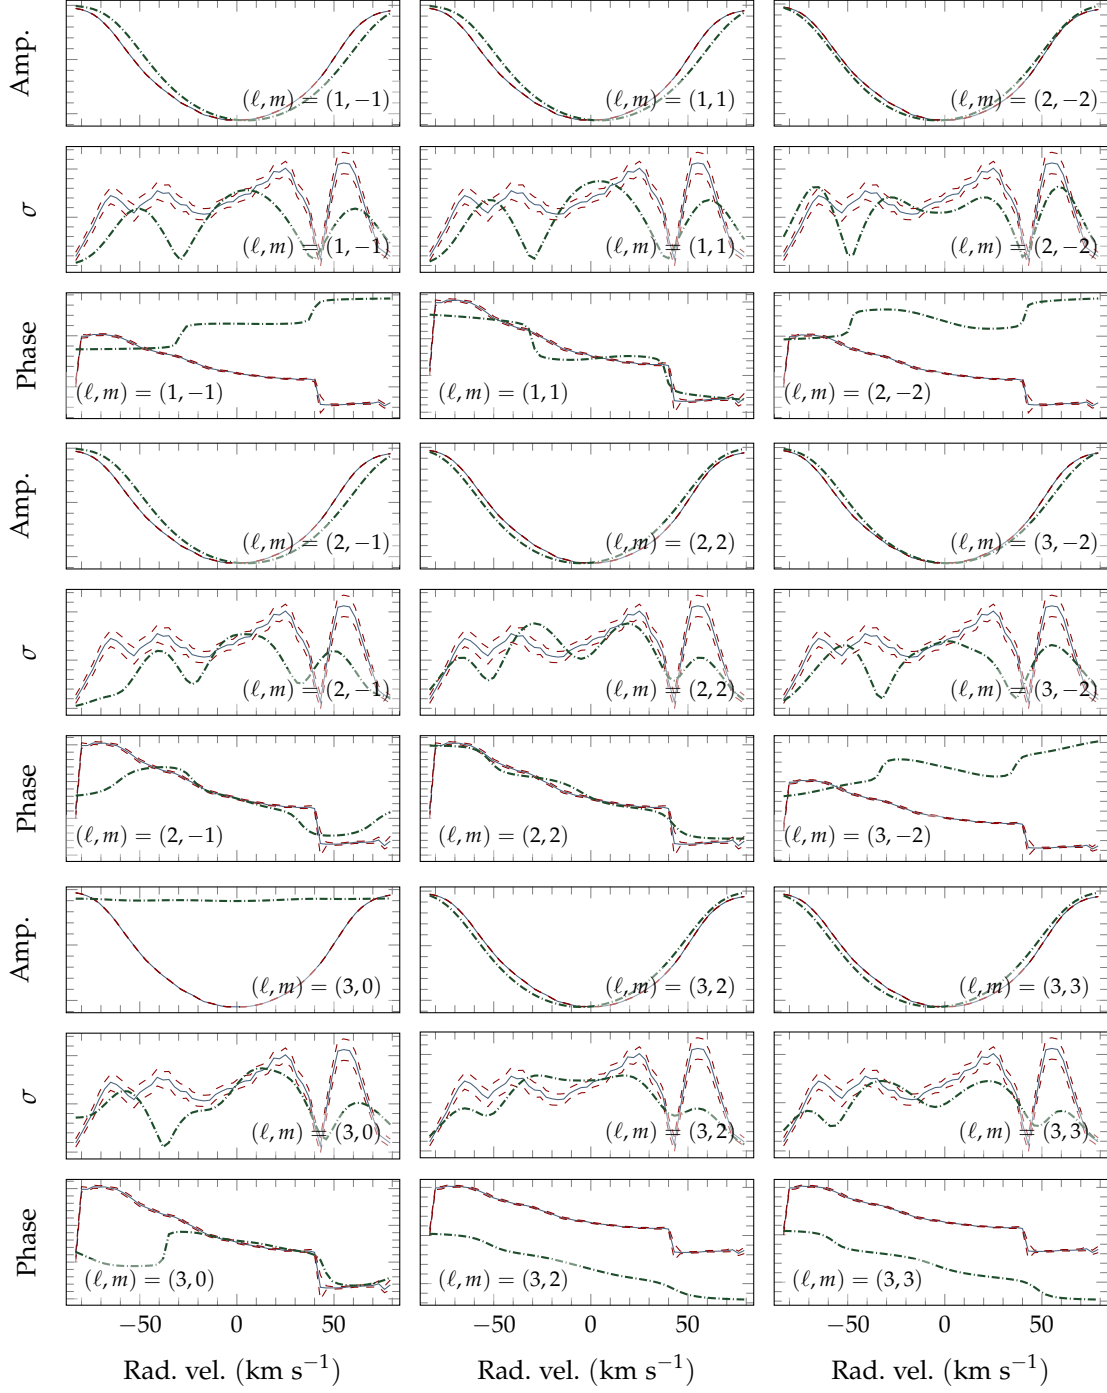 Amp.
(ℓ, m) = (1, −1)
(ℓ, m) = (1, 1)
(ℓ, m) = (2, −2)
σ
(ℓ, m) = (1, −1)
(ℓ, m) = (1, 1)
(ℓ, m) = (2, −2)
Phase
(ℓ, m) = (1, −1)
(ℓ, m) = (1, 1)
(ℓ, m) = (2, −2)
Amp.
(ℓ, m) = (2, −1)
(ℓ, m) = (2, 2)
(ℓ, m) = (3, −2)
σ
(ℓ, m) = (2, −1)
(ℓ, m) = (2, 2)
(ℓ, m) = (3, −2)
Phase
(ℓ, m) = (2, −1)
(ℓ, m) = (2, 2)
(ℓ, m) = (3, −2)
Amp.
(ℓ, m) = (3, 0)
(ℓ, m) = (3, 2)
(ℓ, m) = (3, 3)
σ
(ℓ, m) = (3, 0)
(ℓ, m) = (3, 2)
(ℓ, m) = (3, 3)
Phase
(ℓ, m) = (3, 0)
(ℓ, m) = (3, 2)
(ℓ, m) = (3, 3)
−50 0 50
−50 0 50
−50 0 50
Rad. vel. (km s⁻¹)
Rad. vel. (km s⁻¹)
Rad. vel. (km s⁻¹)